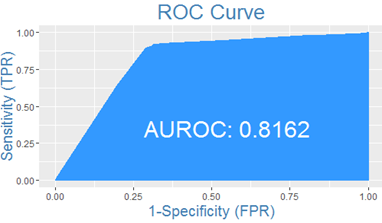 ROC Curve
1.00
0.75
0.50
0.25
0.00
Sensitivity (TPR)
AUROC: 0.8162
0.00 0.25 0.50 0.75 1.00
1-Specificity (FPR)